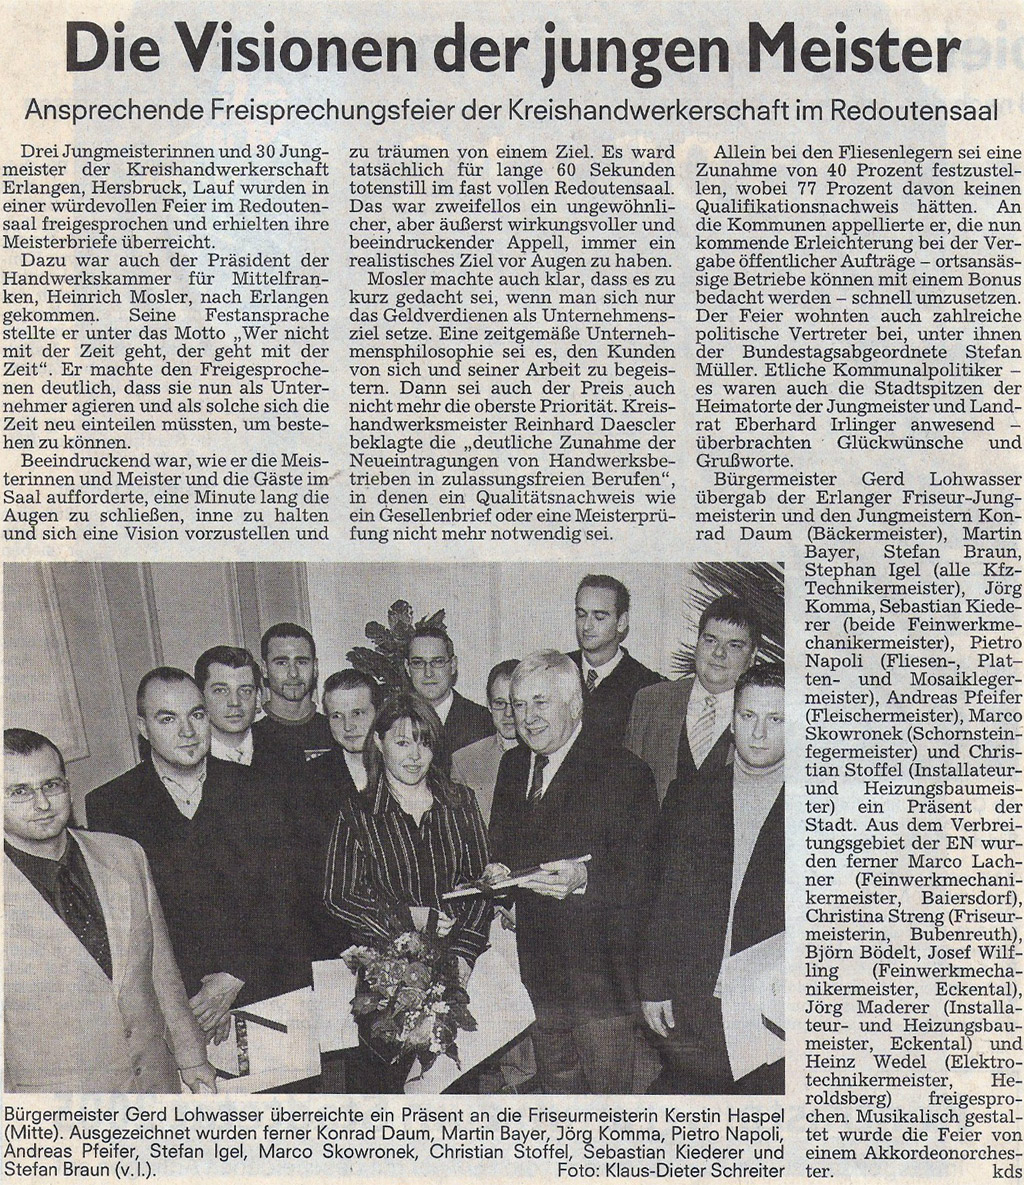 Die Visionen der jungen Meister
Ansprechende Freisprechungsfeier der Kreishandwerkerschaft im Redoutensaal
Drei Jungmeisterinnen und 30 Jung-
meister der Kreishandwerkerschaft
Erlangen, Hersbruck, Lauf wurden in
einer würdevollen Feier im Redouten-
saal freigesprochen und erhielten ihre
Meisterbriefe überreicht.
Dazu war auch der Präsident der
Handwerkskammer für Mittelfran-
ken, Heinrich Mosler, nach Erlangen
gekommen. Seine Festansprache
stellte er unter das Motto „Wer nicht
mit der Zeit geht, der geht mit der
Zeit“. Er machte den Freigesproche-
nen deutlich, dass sie nun als Unter-
nehmer agieren und als solche sich die
Zeit neu einteilen müssten, um beste-
hen zu können.
Beeindruckend war, wie er die Meis-
terinnen und Meister und die Gäste im
Saal aufforderte, eine Minute lang die
Augen zu schließen, inne zu halten
und sich eine Vision vorzustellen und
zu träumen von einem Ziel. Es ward
tatsächlich für lange 60 Sekunden
totenstill im fast vollen Redoutensaal.
Das war zweifellos ein ungewöhnli-
cher, aber äußerst wirkungsvoller und
beeindruckender Appell, immer ein
realistisches Ziel vor Augen zu haben.
Mosler machte auch klar, dass es zu
kurz gedacht sei, wenn man sich nur
das Geldverdienen als Unternehmens-
ziel setze. Eine zeitgemäße Unterneh-
mensphilosophie sei es, den Kunden
von sich und seiner Arbeit zu begeis-
tern. Dann sei auch der Preis auch
nicht mehr die oberste Priorität. Kreis-
handwerksmeister Reinhard Daescler
beklagte die „deutliche Zunahme der
Neueintragungen von Handwerksbe-
trieben in zulassungsfreien Berufen“,
in denen ein Qualitätsnachweis wie
ein Gesellenbrief oder eine Meisterprü-
fung nicht mehr notwendig sei.
Allein bei den Fliesenlegern sei eine
Zunahme von 40 Prozent festzustel-
len, wobei 77 Prozent davon keinen
Qualifikationsnachweis hätten. An
die Kommunen appellierte er, die nun
kommende Erleichterung bei der Ver-
gabe öffentlicher Aufträge – ortsansäs-
sige Betriebe können mit einem Bonus
bedacht werden – schnell umzusetzen.
Der Feier wohnten auch zahlreiche
politische Vertreter bei, unter ihnen
der Bundestagsabgeordnete Stefan
Müller. Etliche Kommunalpolitiker –
es waren auch die Stadtspitzen der
Heimatorte der Jungmeister und Land-
rat Eberhard Irlinger anwesend –
überbrachten Glückwünsche und
Grußworte.
Bürgermeister Gerd Lohwasser
übergab der Erlanger Friseur-Jung-
meisterin und den Jungmeistern Kon-
rad Daum (Bäckermeister), Martin
Bayer, Stefan Braun,
Stephan Igel (alle Kfz-
Technikermeister), Jörg
Komma, Sebastian Kiede-
rer (beide Feinwerkme-
chanikermeister), Pietro
Napoli (Fliesen-, Plat-
ten- und Mosaikleger-
meister), Andreas Pfeifer
(Fleischermeister), Marco
Skowronek (Schornstein-
fegermeister) und Chris-
tian Stoffel (Installateur-
und Heizungsbaumeis-
ter) ein Präsent der
Stadt. Aus dem Verbrei-
tungsgebiet der EN wur-
den ferner Marco Lach-
ner (Feinwerkmechani-
kermeister, Baiersdorf),
Christina Streng (Friseur-
meisterin, Bubenreuth),
Björn Bödelt, Josef Wilf-
ling (Feinwerkmecha-
nikermeister, Eckental),
Jörg Maderer (Installa-
teur- und Heizungsbau-
meister, Eckental) und
Heinz Wedel (Elektro-
technikermeister, He-
roldsberg) freigespro-
chen. Musikalisch gestal-
tet wurde die Feier von
einem Akkordeonorches-
ter. kds
Bürgermeister Gerd Lohwasser überreichte ein Präsent an die Friseurmeisterin Kerstin Haspel
(Mitte). Ausgezeichnet wurden ferner Konrad Daum, Martin Bayer, Jörg Komma, Pietro Napoli,
Andreas Pfeifer, Stefan Igel, Marco Skowronek, Christian Stoffel, Sebastian Kiederer und
Stefan Braun (v.l.). Foto: Klaus-Dieter Schreiter